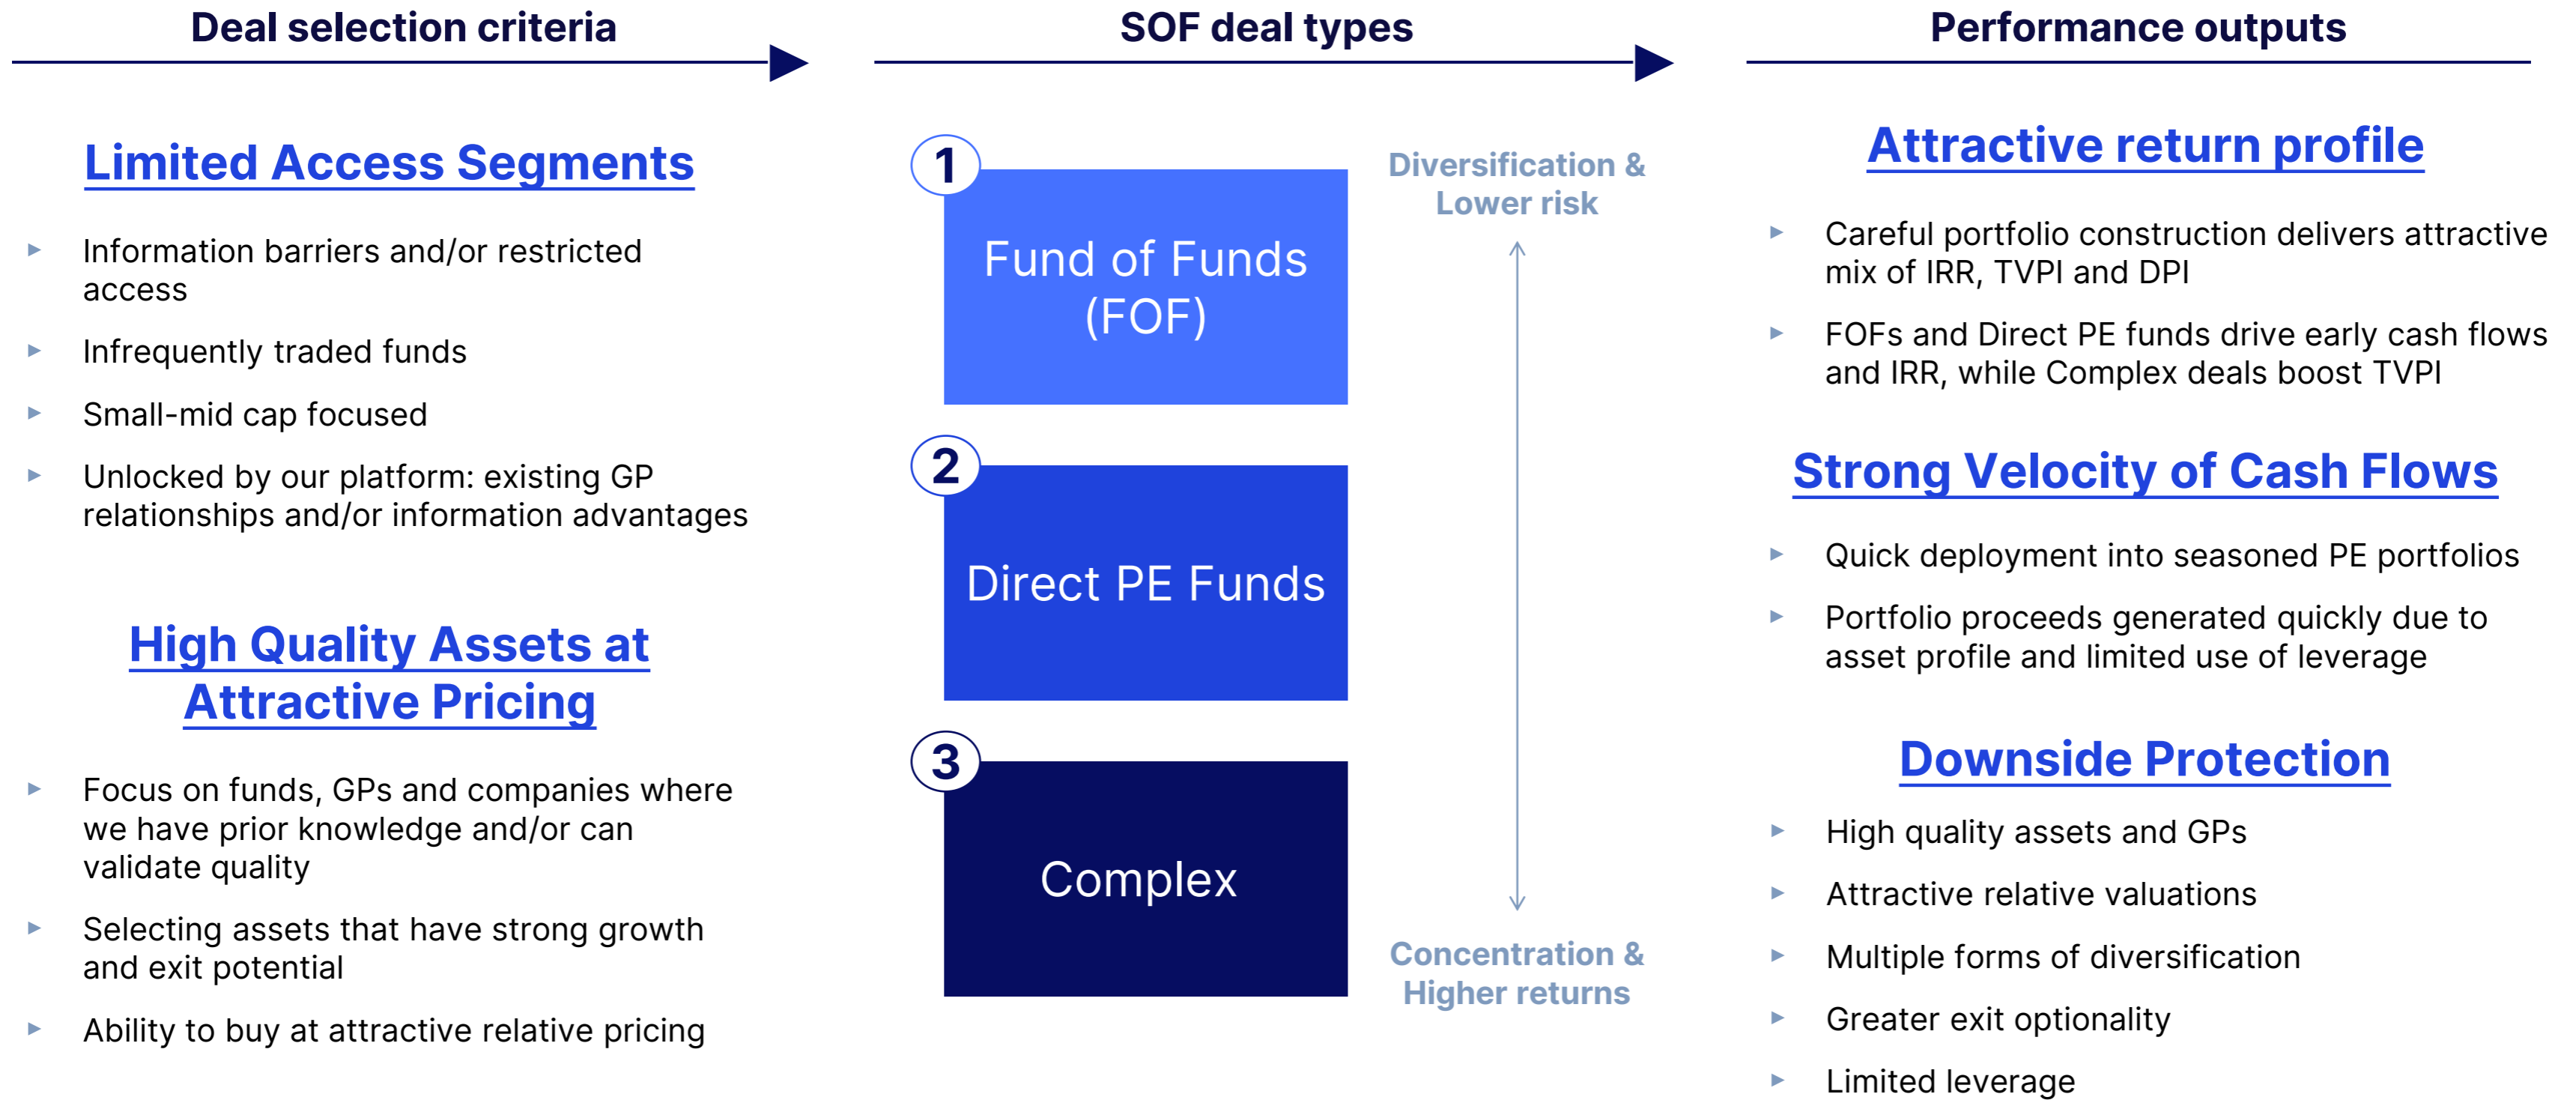 Deal selection criteria
Limited Access Segments
Information barriers and/or restricted
access
Infrequently traded funds
Small-mid cap focused
Unlocked by our platform: existing GP
relationships and/or information advantages
High Quality Assets at
Attractive Pricing
Focus on funds, GPs and companies where
we have prior knowledge and/or can
validate quality
Selecting assets that have strong growth
and exit potential
Ability to buy at attractive relative pricing
SOF deal types
1
Fund of Funds
(FOF)
2
Direct PE Funds
3
Complex
Diversification &
Lower risk
Concentration &
Higher returns
Performance outputs
Attractive return profile
Careful portfolio construction delivers attractive
mix of IRR, TVPI and DPI
FOFs and Direct PE funds drive early cash flows
and IRR, while Complex deals boost TVPI
Strong Velocity of Cash Flows
Quick deployment into seasoned PE portfolios
Portfolio proceeds generated quickly due to
asset profile and limited use of leverage
Downside Protection
High quality assets and GPs
Attractive relative valuations
Multiple forms of diversification
Greater exit optionality
Limited leverage